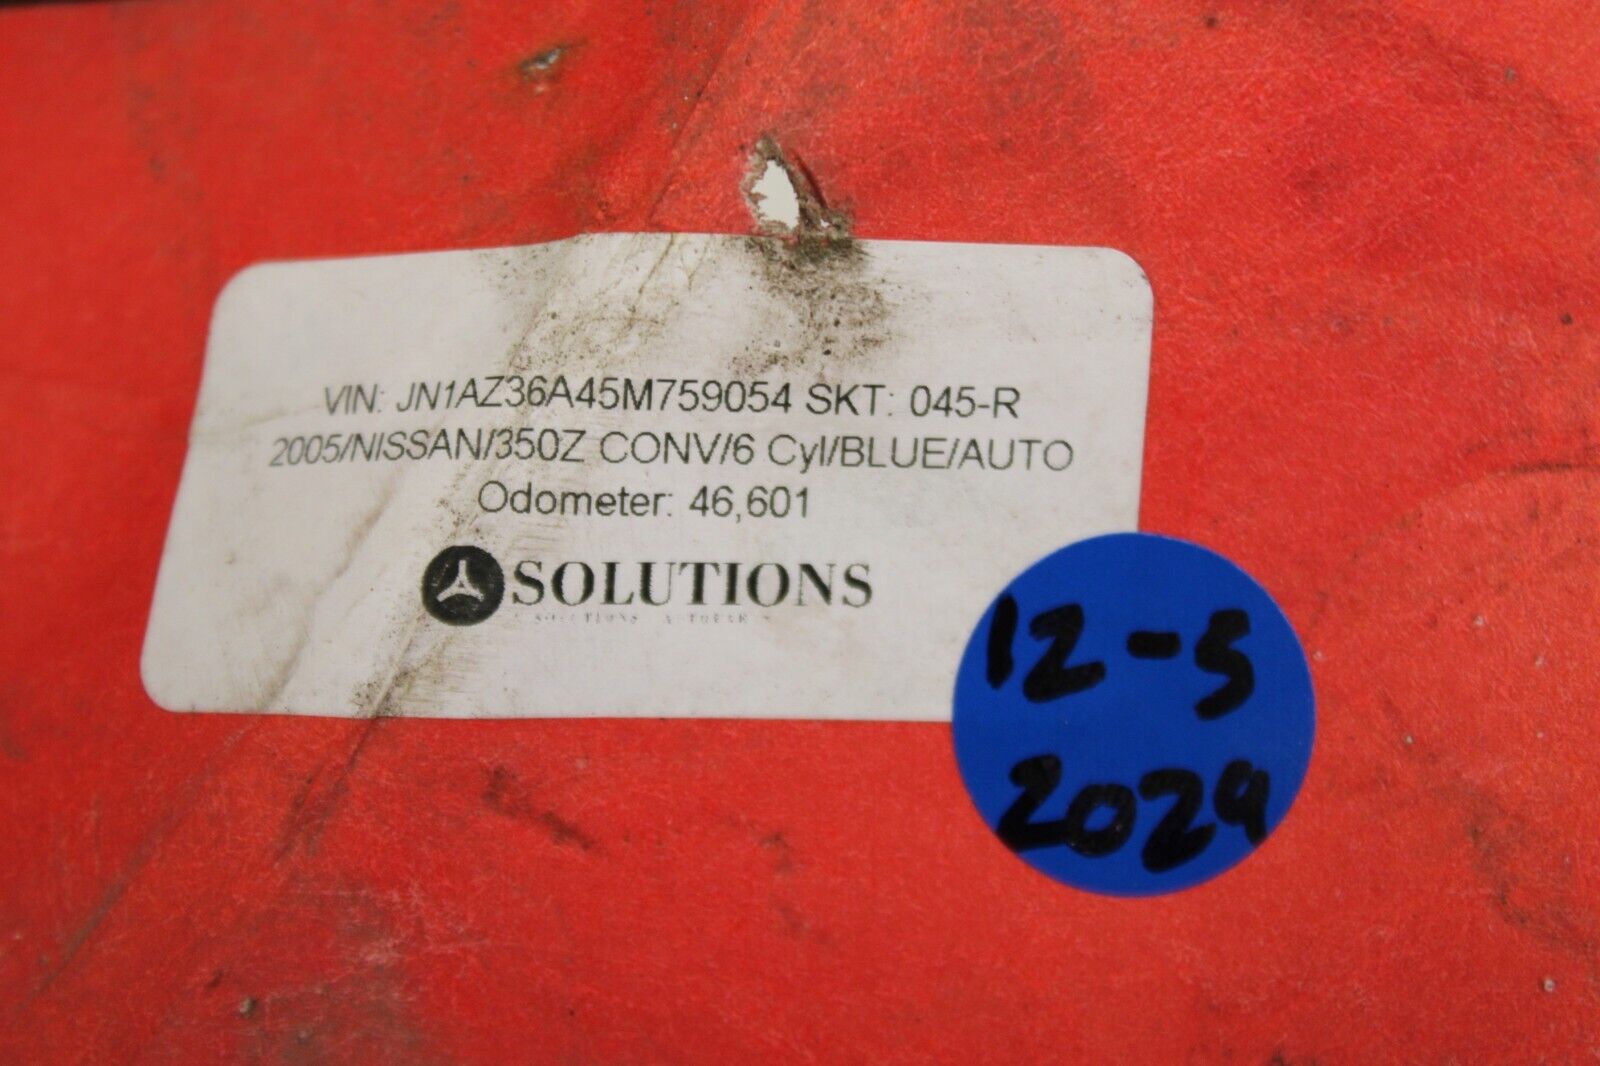 VIN: JN1AZ36A45M759054 SKT: 045-R
2005/NISSAN/350Z CONV/6 Cyl/BLUE/AUTO
Odometer: 46,601
SOLUTIONS
SOLUTIONS
12-5
2029